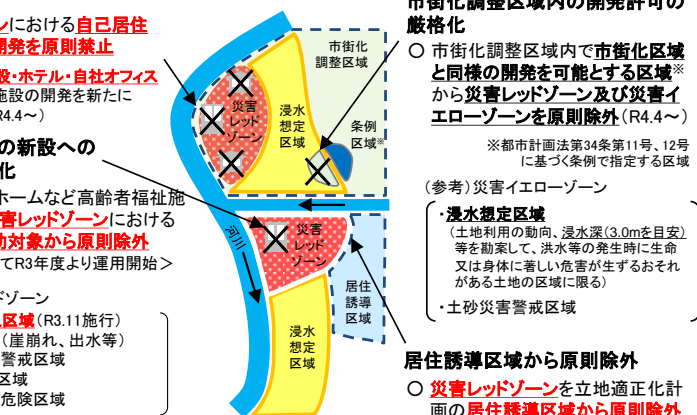 ンにおける自己居住
開発を原則禁止
設・ホテル・自社オフィス
施設の開発を新たに
R4.4～）
の新設への
化
ホームなど高齢者福祉施
害レッドゾーンにおける
助対象から原則除外
てR3年度より運用開始＞
ドゾーン
区域(R3.11施行)
(崖崩れ、出水等)
警戒区域
区域
危険区域
市街化
調整区域
災害
レッド
ゾーン
浸水
想定
区域
条例
区域※
河川
災害
レッド
ゾーン
居住
誘導
区域
浸水
想定
区域
市街化調整区域内の開発許可の
厳格化
○ 市街化調整区域内で市街化区域
と同様の開発を可能とする区域※
から災害レッドゾーン及び災害イ
エローゾーンを原則除外(R4.4～)
※都市計画法第34条第11号、12号
に基づく条例で指定する区域
(参考)災害イエローゾーン
・浸水想定区域
(土地利用の動向、浸水深(3.0mを目安)
等を勘案して、洪水等の発生時に生命
又は身体に著しい危害が生ずるおそれ
がある土地の区域に限る)
・土砂災害警戒区域
居住誘導区域から原則除外
○ 災害レッドゾーンを立地適正化計
画の居住誘導区域から原則除外